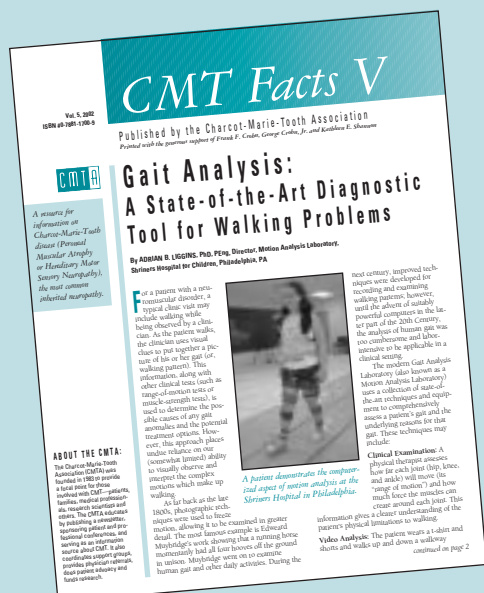 CMT Facts V
Vol. 5, 2002
ISBN #0-7881-1700-9
Published by the Charcot-Marie-Tooth Association
Printed with the generous support of Frank F. Crohn, George Crohn, Jr. and Kathleen E.
CMTA
A resource for
information on
Charcot-Marie-Tooth
disease (Peroneal
Muscular Atrophy
or Hereditary Motor
Sensory Neuropathy),
the most common
inherited neuropathy.
ABOUT THE CMTA:
The Charcot-Marie-Tooth
Association (CMTA) was
founded in 1983 to provide
a focal point for those
involved with CMT—patients,
families, medical profession-
als, research scientists and
others. The CMTA educates
by publishing a newsletter,
sponsoring patient and pro-
fessional conferences, and
serving as an information
source about CMT. It also
coordinates support groups,
provides physician referrals,
does patient advocacy and
funds research.
Gait Analysis:
A State-of-the-Art Diagnostic
Tool for Walking Problems
By ADRIAN B. LIGGINS, PhD, PEng, Director, Motion Analysis Laboratory,
Shriners Hospital for Children, Philadelphia, PA
For a patient with a neu-
romuscular disorder, a
typical clinic visit may
include walking while
being observed by a clini-
cian. As the patient walks,
the clinician uses visual
clues to put together a pic-
ture of his or her gait (or,
walking pattern). This
information, along with
other clinical tests (such as
range-of-motion tests or
muscle-strength tests), is
used to determine the pos-
sible causes of any gait
anomalies and the potential
treatment options. How-
ever, this approach places
undue reliance on our
(somewhat limited) ability
to visually observe and
interpret the complex
motions which make up
walking.
As far back as the late
1800s, photographic tech-
niques were used to freeze
motion, allowing it to be examined in greater
detail. The most famous example is Edweard
Muybridge's work showing that a running horse
momentarily had all four hooves off the ground
in unison. Muybridge went on to examine
human gait and other daily activities. During the
A patient demonstrates the computer-
ized aspect of motion analysis at the
Shriners Hospital in Philadelphia.
next century, improved tech-
niques were developed for
recording and examining
walking patterns; however,
until the advent of suitably
powerful computers in the lat-
ter part of the 20th Century,
the analysis of human gait was
too cumbersome and labor-
intensive to be applicable in a
clinical setting.
The modern Gait Analysis
Laboratory (also known as a
Motion Analysis Laboratory)
uses a collection of state-of-
the-art techniques and equip-
ment to comprehensively
assess a patient's gait and the
underlying reasons for that
gait. These techniques may
include:
Clinical Examination: A
physical therapist assesses
how far each joint (hip, knee,
and ankle) will move (its
"range of motion") and how
much force the muscles can
create around each joint. This
information gives a clearer understanding of the
patient's physical limitations to walking.
Video Analysis: The patient wears a t-shirt and
shorts and walks up and down a walkway
continued on page 2